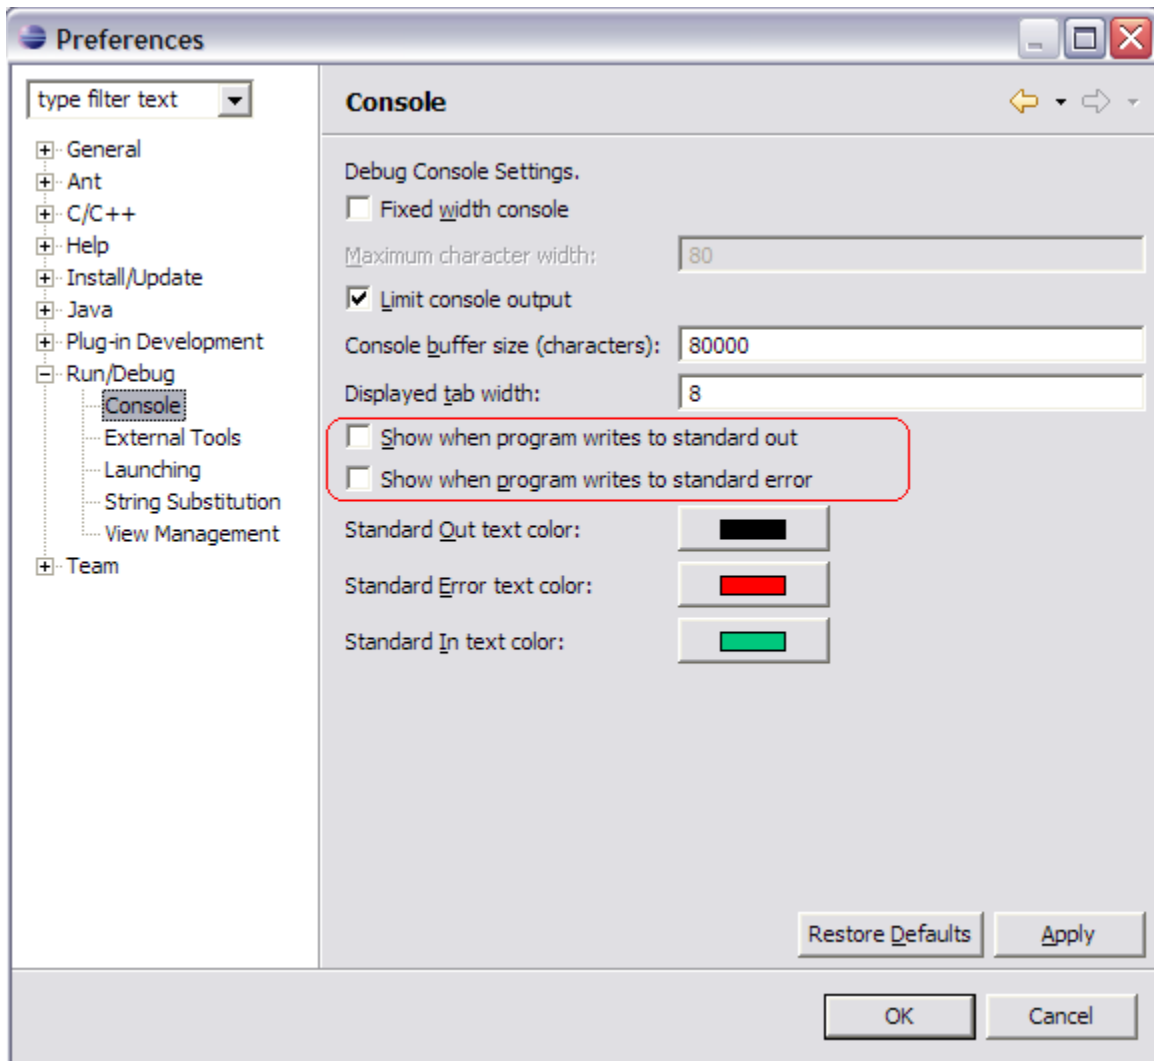 Preferences
type filter text
General
Ant
C/C++
Help
Install/Update
Java
Plug-in Development
Run/Debug
Console
External Tools
Launching
String Substitution
View Management
Team
Console
Debug Console Settings.
Fixed width console
Maximum character width: 80
Limit console output
Console buffer size (characters): 80000
Displayed tab width: 8
Show when program writes to standard out
Show when program writes to standard error
Standard Out text color:
Standard Error text color:
Standard In text color:
Restore Defaults Apply
OK Cancel